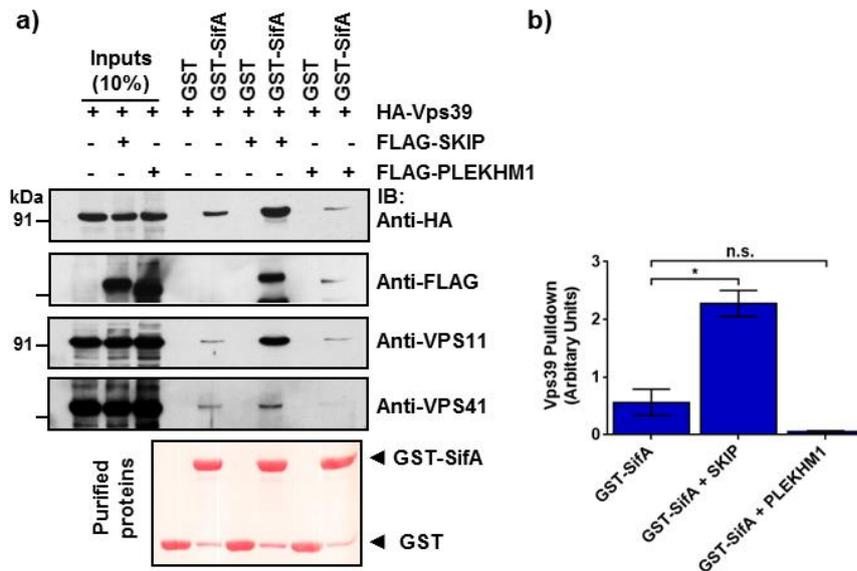 a)
Inputs
(10%)
GST
GST-SifA
GST
GST-SifA
GST
GST-SifA
+ + + + + + + + + HA-Vps39
- + - - - + + - - FLAG-SKIP
- - + - - - - + + FLAG-PLEKHM1
kDa
IB:
91
Anti-HA
Anti-FLAG
91
Anti-VPS11
Anti-VPS41
Purified
proteins
GST-SifA
GST
b)
n.s.
*
Vps39 Pulldown
(Arbitary Units)
3
2
1
0
GST-SifA
GST-SifA + SKIP
GST-SifA + PLEKHM1